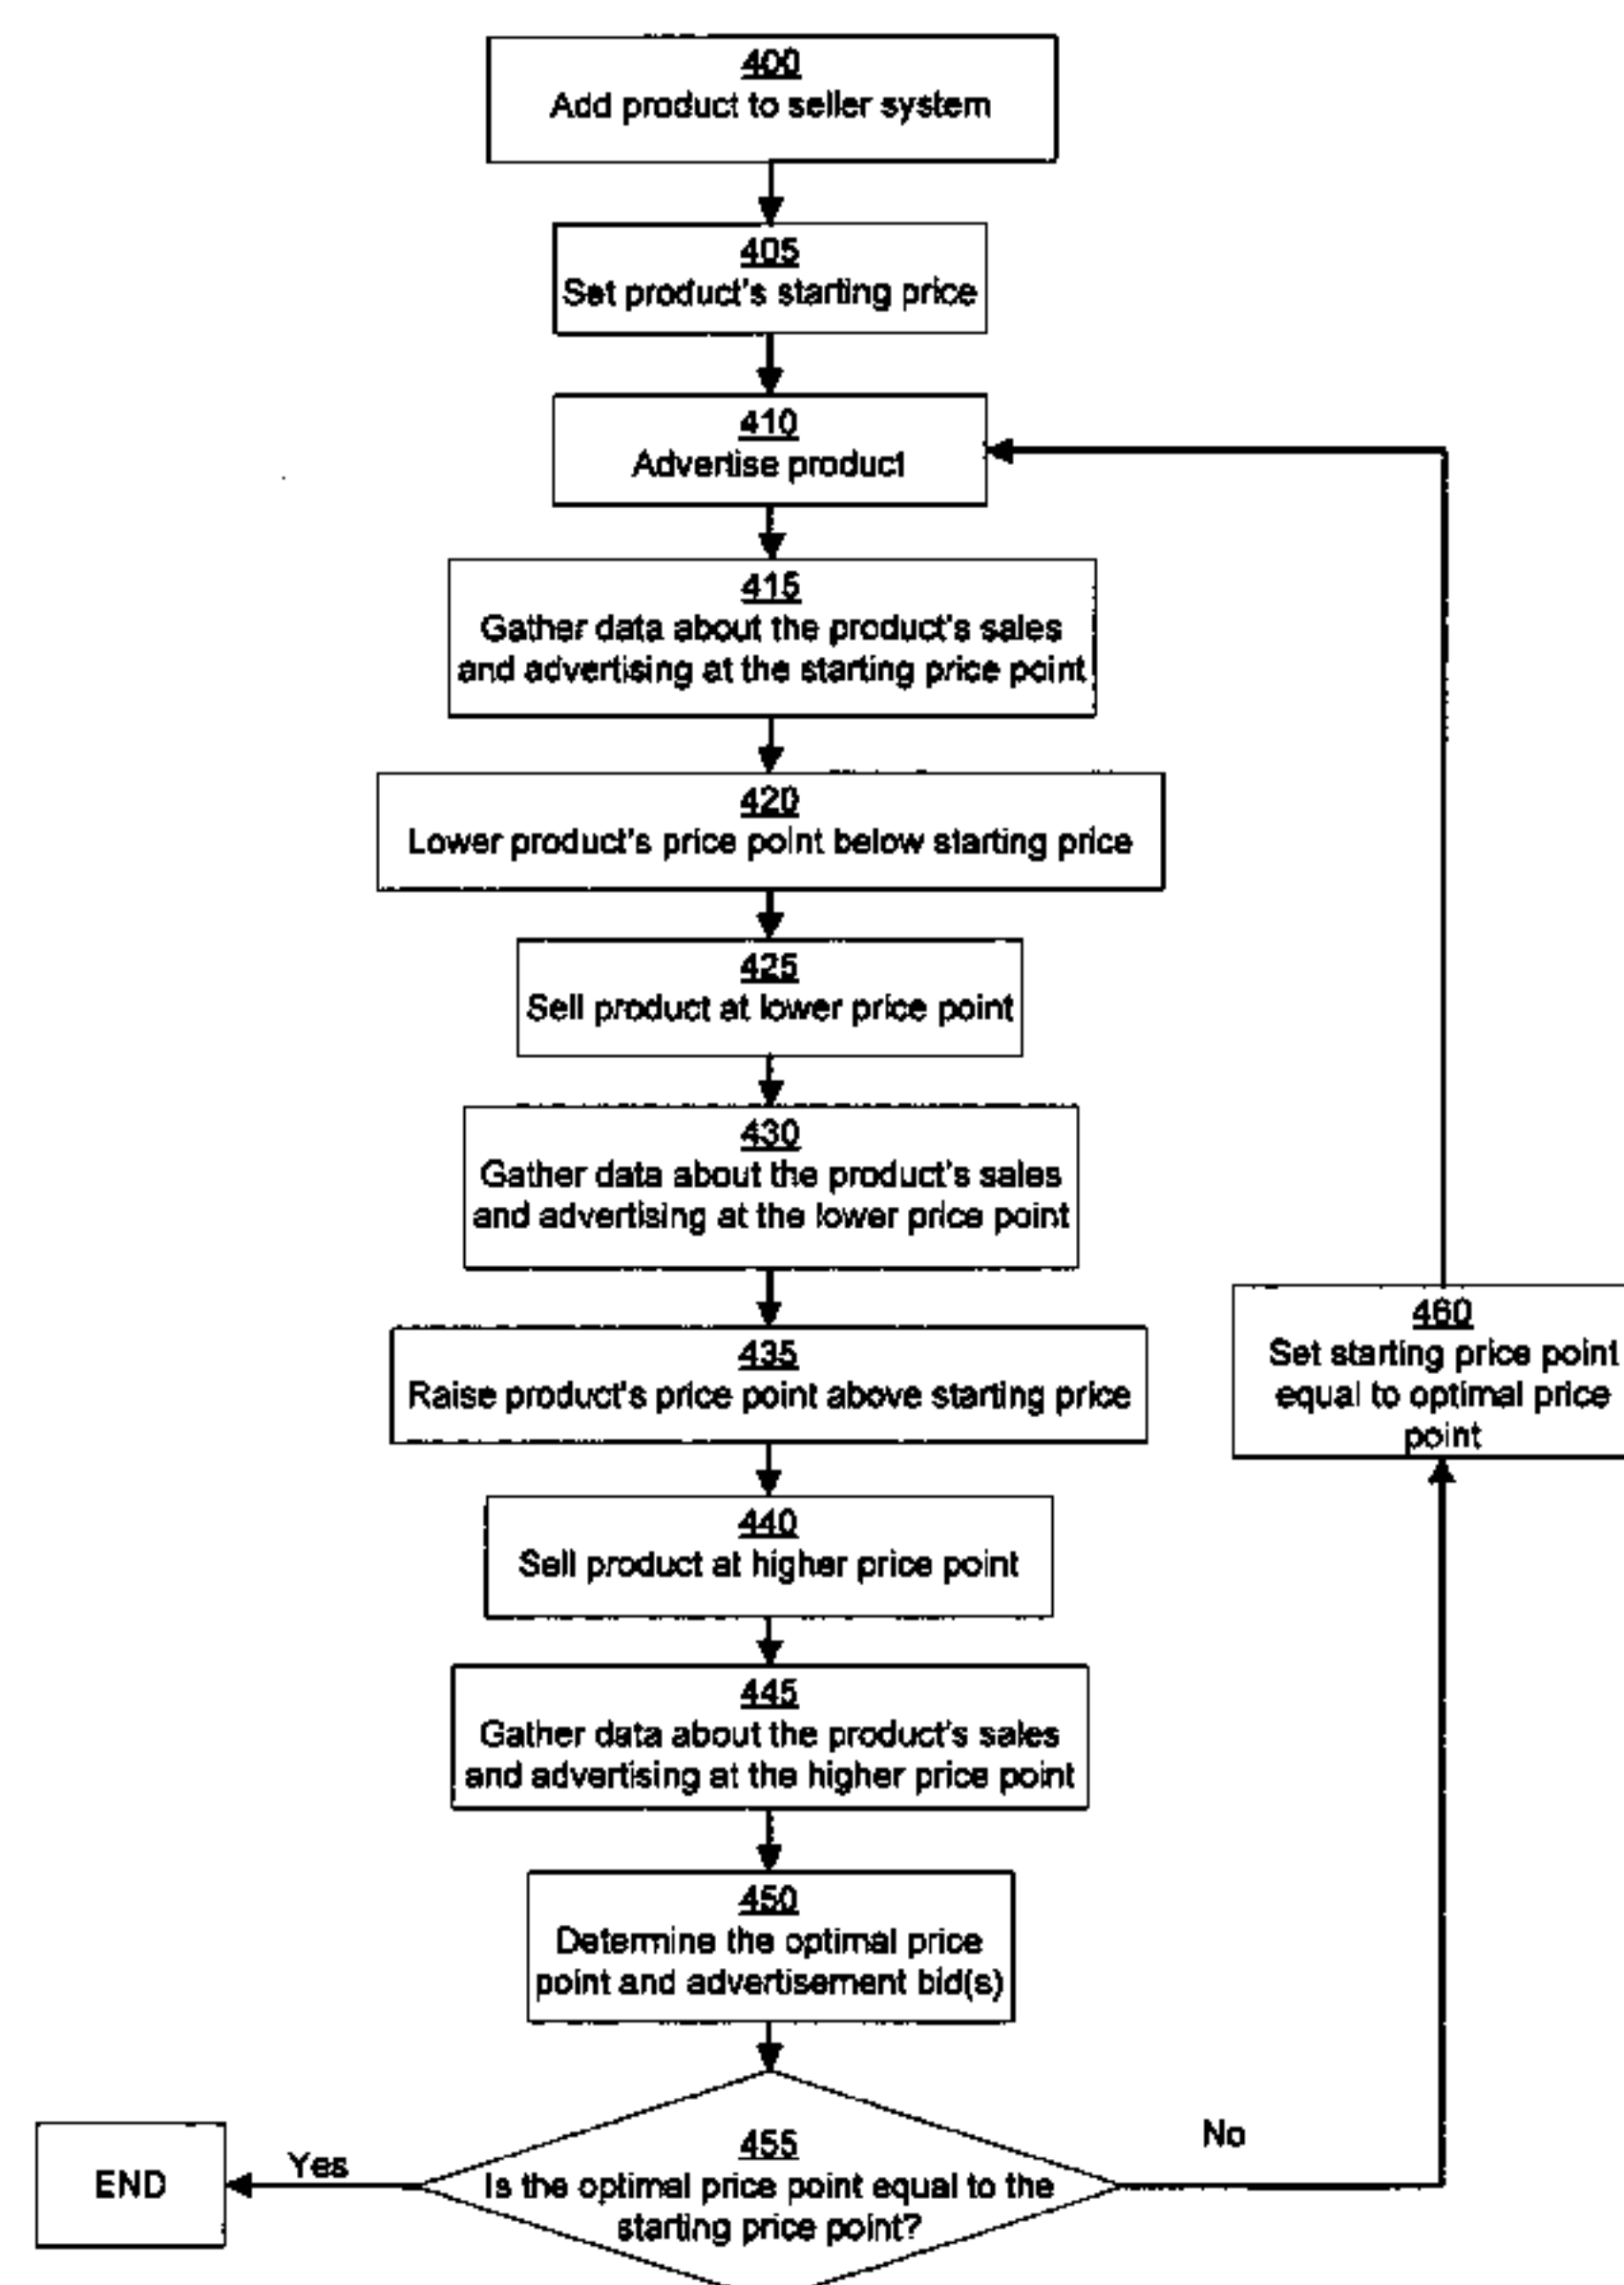 400
Add product to seller system
405
Set product's starting price
410
Advertise product
415
Gather data about the product's sales
and advertising at the starting price point
420
Lower product's price point below starting price
425
Sell product at lower price point
430
Gather data about the product's sales
and advertising at the lower price point
435
Raise product's price point above starting price
440
Sell product at higher price point
445
Gather data about the product's sales
and advertising at the higher price point
450
Determine the optimal price
point and advertisement bid(s)
455
Is the optimal price point equal to the
starting price point?
Yes
END
No
460
Set starting price point
equal to optimal price
point